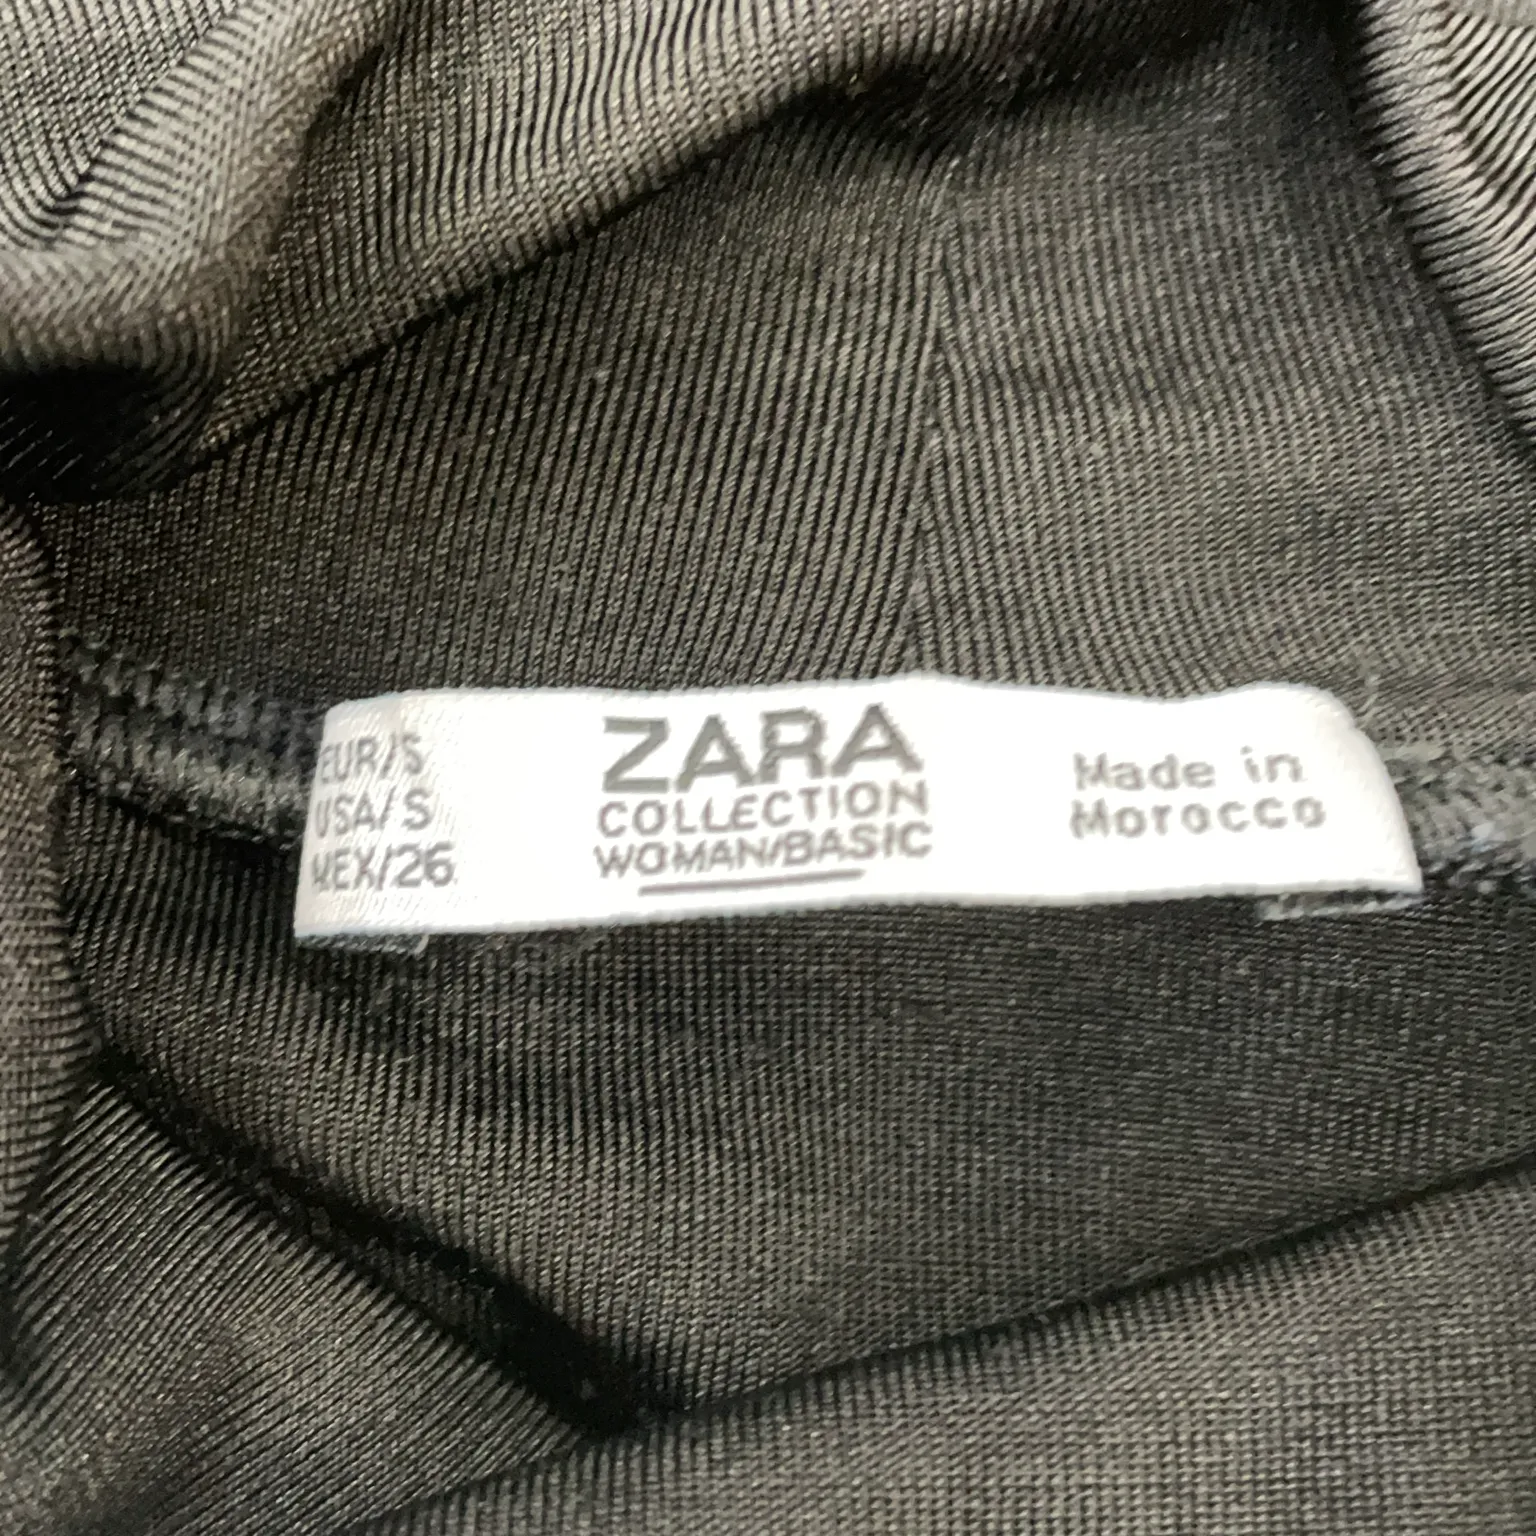 EUR/S
USA/S
MEX/26
ZARA
COLLECTION
WOMAN/BASIC
Made in
Morocco